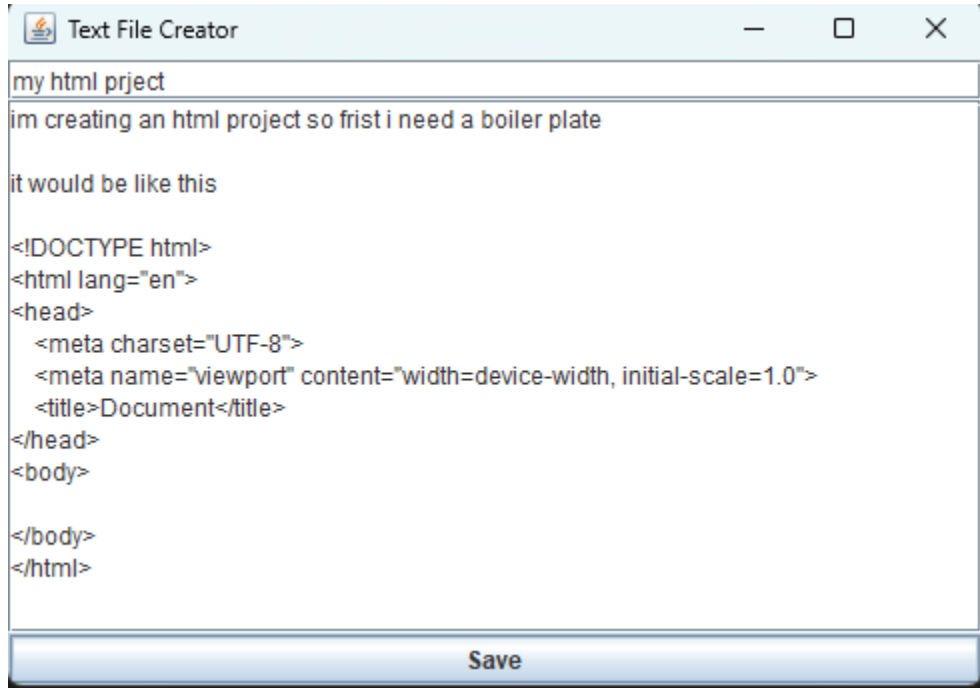 Text File Creator
my html prject
im creating an html project so frist i need a boiler plate
it would be like this
<!DOCTYPE html>
<html lang="en">
<head>
    <meta charset="UTF-8">
    <meta name="viewport" content="width=device-width, initial-scale=1.0">
    <title>Document</title>
</head>
<body>
</body>
</html>
Save